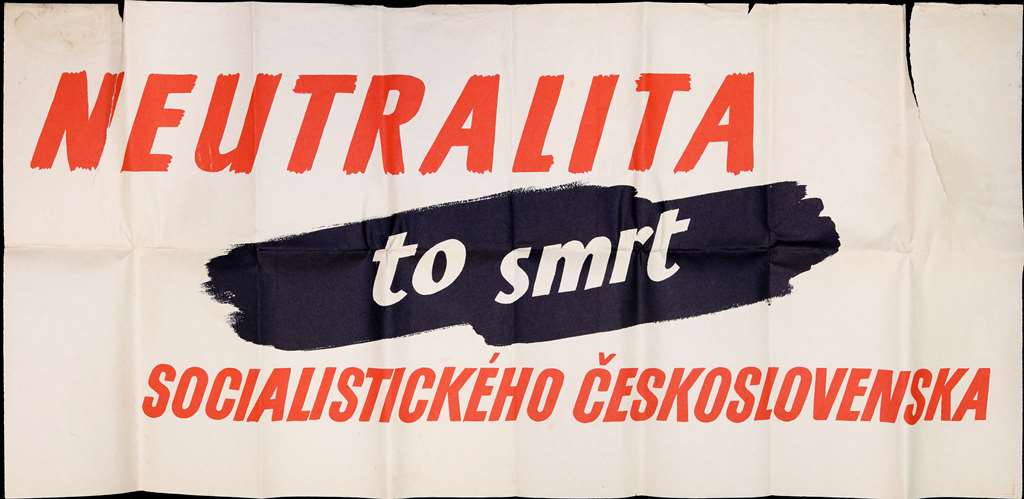 NEUTRALITA
to smrt
SOCIALISTICKÉHO ČESKOSLOVENSKA